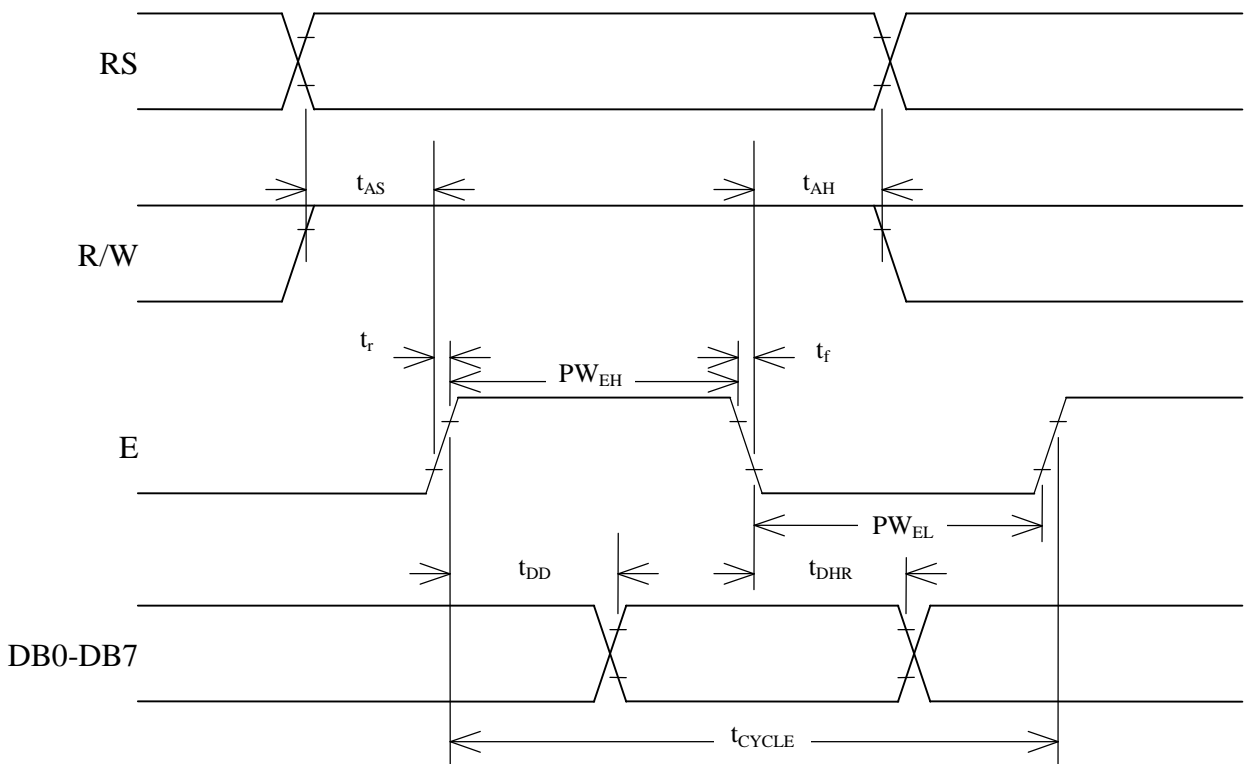 RS
tAS
tAH
R/W
tr
PWEH
tf
E
PWEL
tDD
tDHR
DB0-DB7
tCYCLE